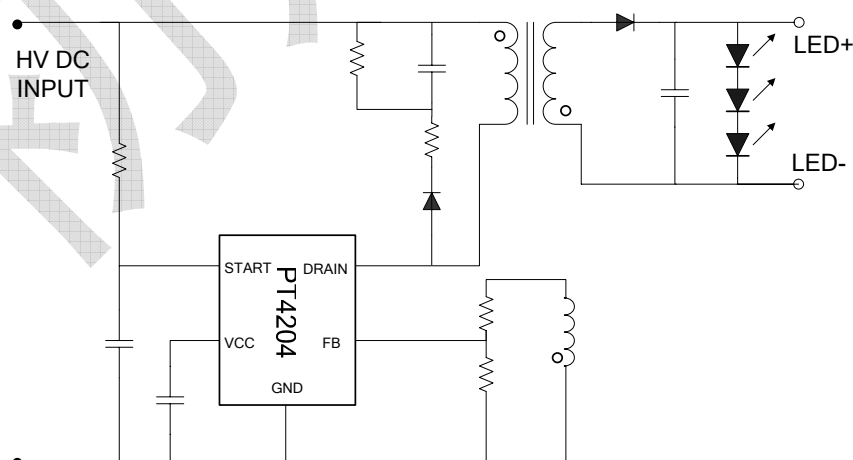 HV DC
INPUT
LED+
LED-
START
DRAIN
PT4204
VCC
FB
GND